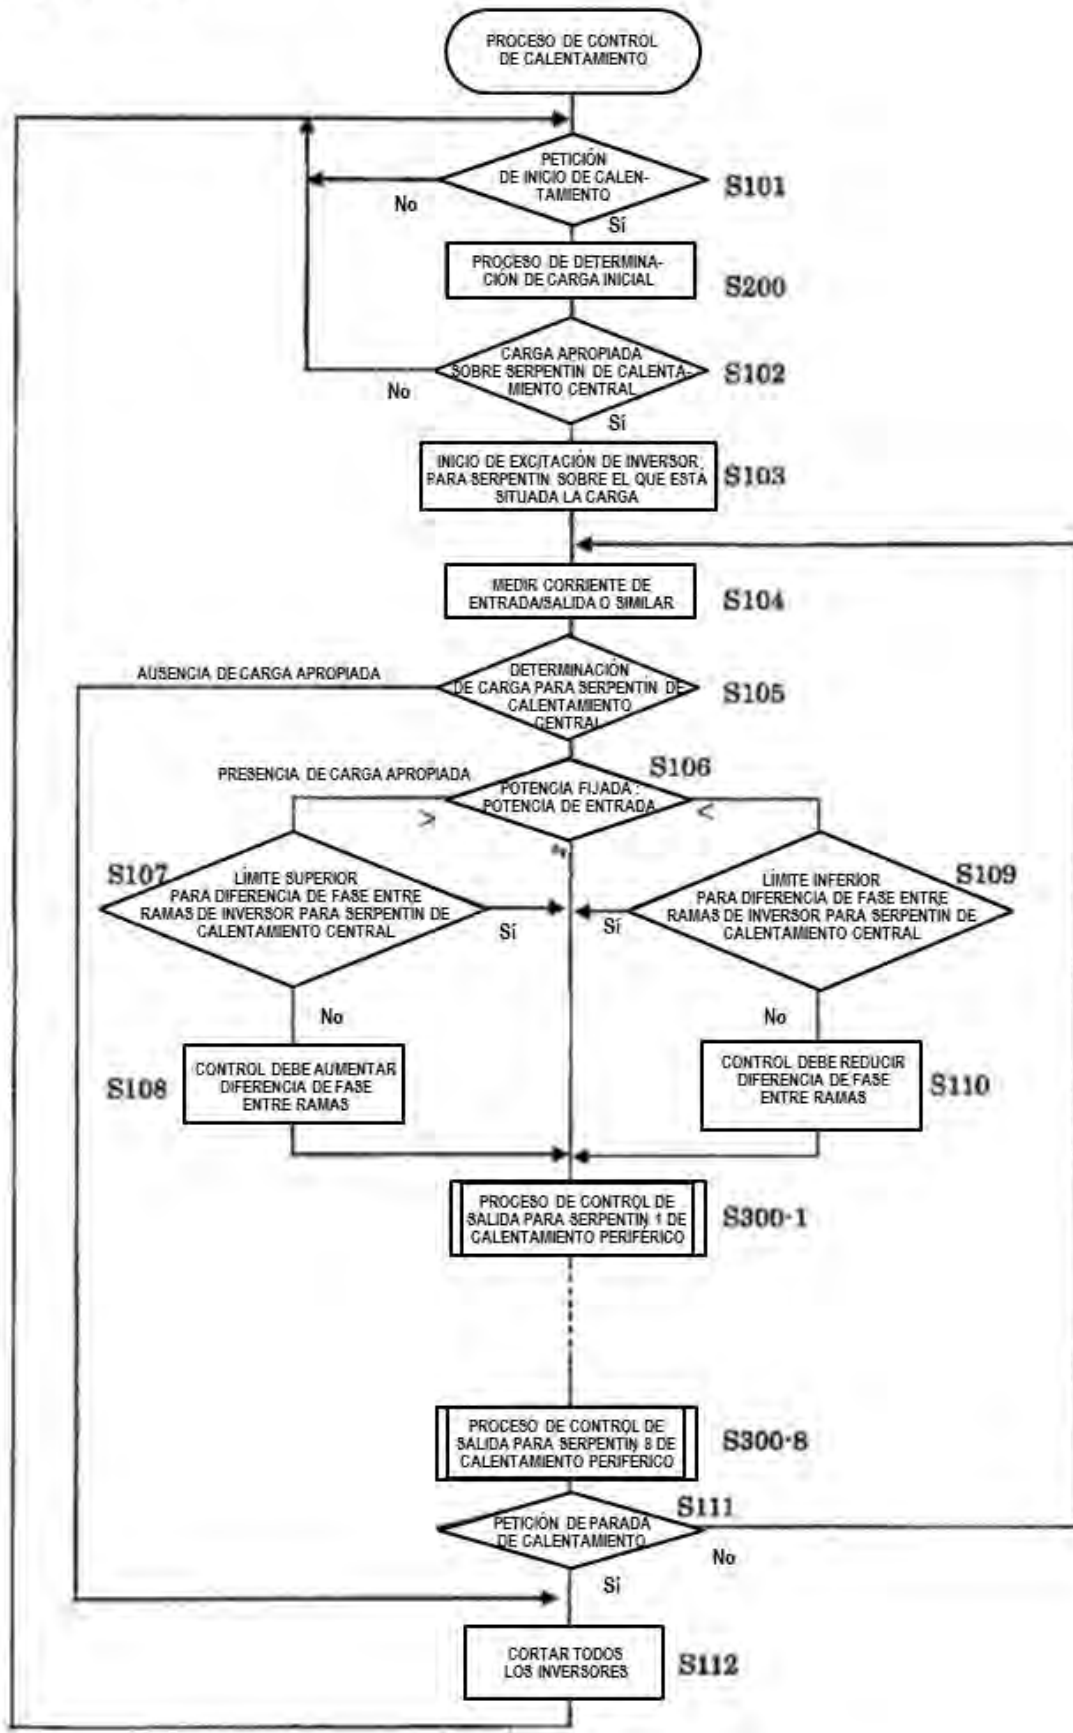 PROCESO DE CONTROL
DE CALENTAMIENTO
PETICIÓN
DE INICIO DE CALEN-
TAMIENTO
S101
No
Sí
PROCESO DE DETERMINA-
CIÓN DE CARGA INICIAL
S200
CARGA APROPIADA
SOBRE SERPENTIN DE CALENTA-
MIENTO CENTRAL
S102
No
Sí
INICIO DE EXCITACIÓN DE INVERSOR
PARA SERPENTÍN SOBRE EL QUE ESTÁ
SITUADA LA CARGA
S103
MEDIR CORRIENTE DE
ENTRADA/SALIDA O SIMILAR
S104
AUSENCIA DE CARGA APROPIADA
DETERMINACIÓN
DE CARGA PARA SERPENTÍN DE
CALENTAMIENTO
CENTRAL
S105
PRESENCIA DE CARGA APROPIADA
S106
POTENCIA FIJADA :
POTENCIA DE ENTRADA
>
<
S107
LÍMITE SUPERIOR
PARA DIFERENCIA DE FASE ENTRE
RAMAS DE INVERSOR PARA SERPENTIN DE
CALENTAMIENTO CENTRAL
Sí
No
S109
LÍMITE INFERIOR
PARA DIFERENCIA DE FASE ENTRE
RAMAS DE INVERSOR PARA SERPENTIN DE
CALENTAMIENTO CENTRAL
Sí
No
S108
CONTROL DEBE AUMENTAR
DIFERENCIA DE FASE
ENTRE RAMAS
CONTROL DEBE REDUCIR
DIFERENCIA DE FASE
ENTRE RAMAS
S110
PROCESO DE CONTROL DE
SALIDA PARA SERPENTÍN 1 DE
CALENTAMIENTO PERIFÉRICO
S300-1
PROCESO DE CONTROL DE
SALIDA PARA SERPENTÍN 8 DE
CALENTAMIENTO PERIFÉRICO
S300-8
S111
PETICIÓN DE PARADA
DE CALENTAMIENTO
No
Sí
CORTAR TODOS
LOS INVERSORES
S112